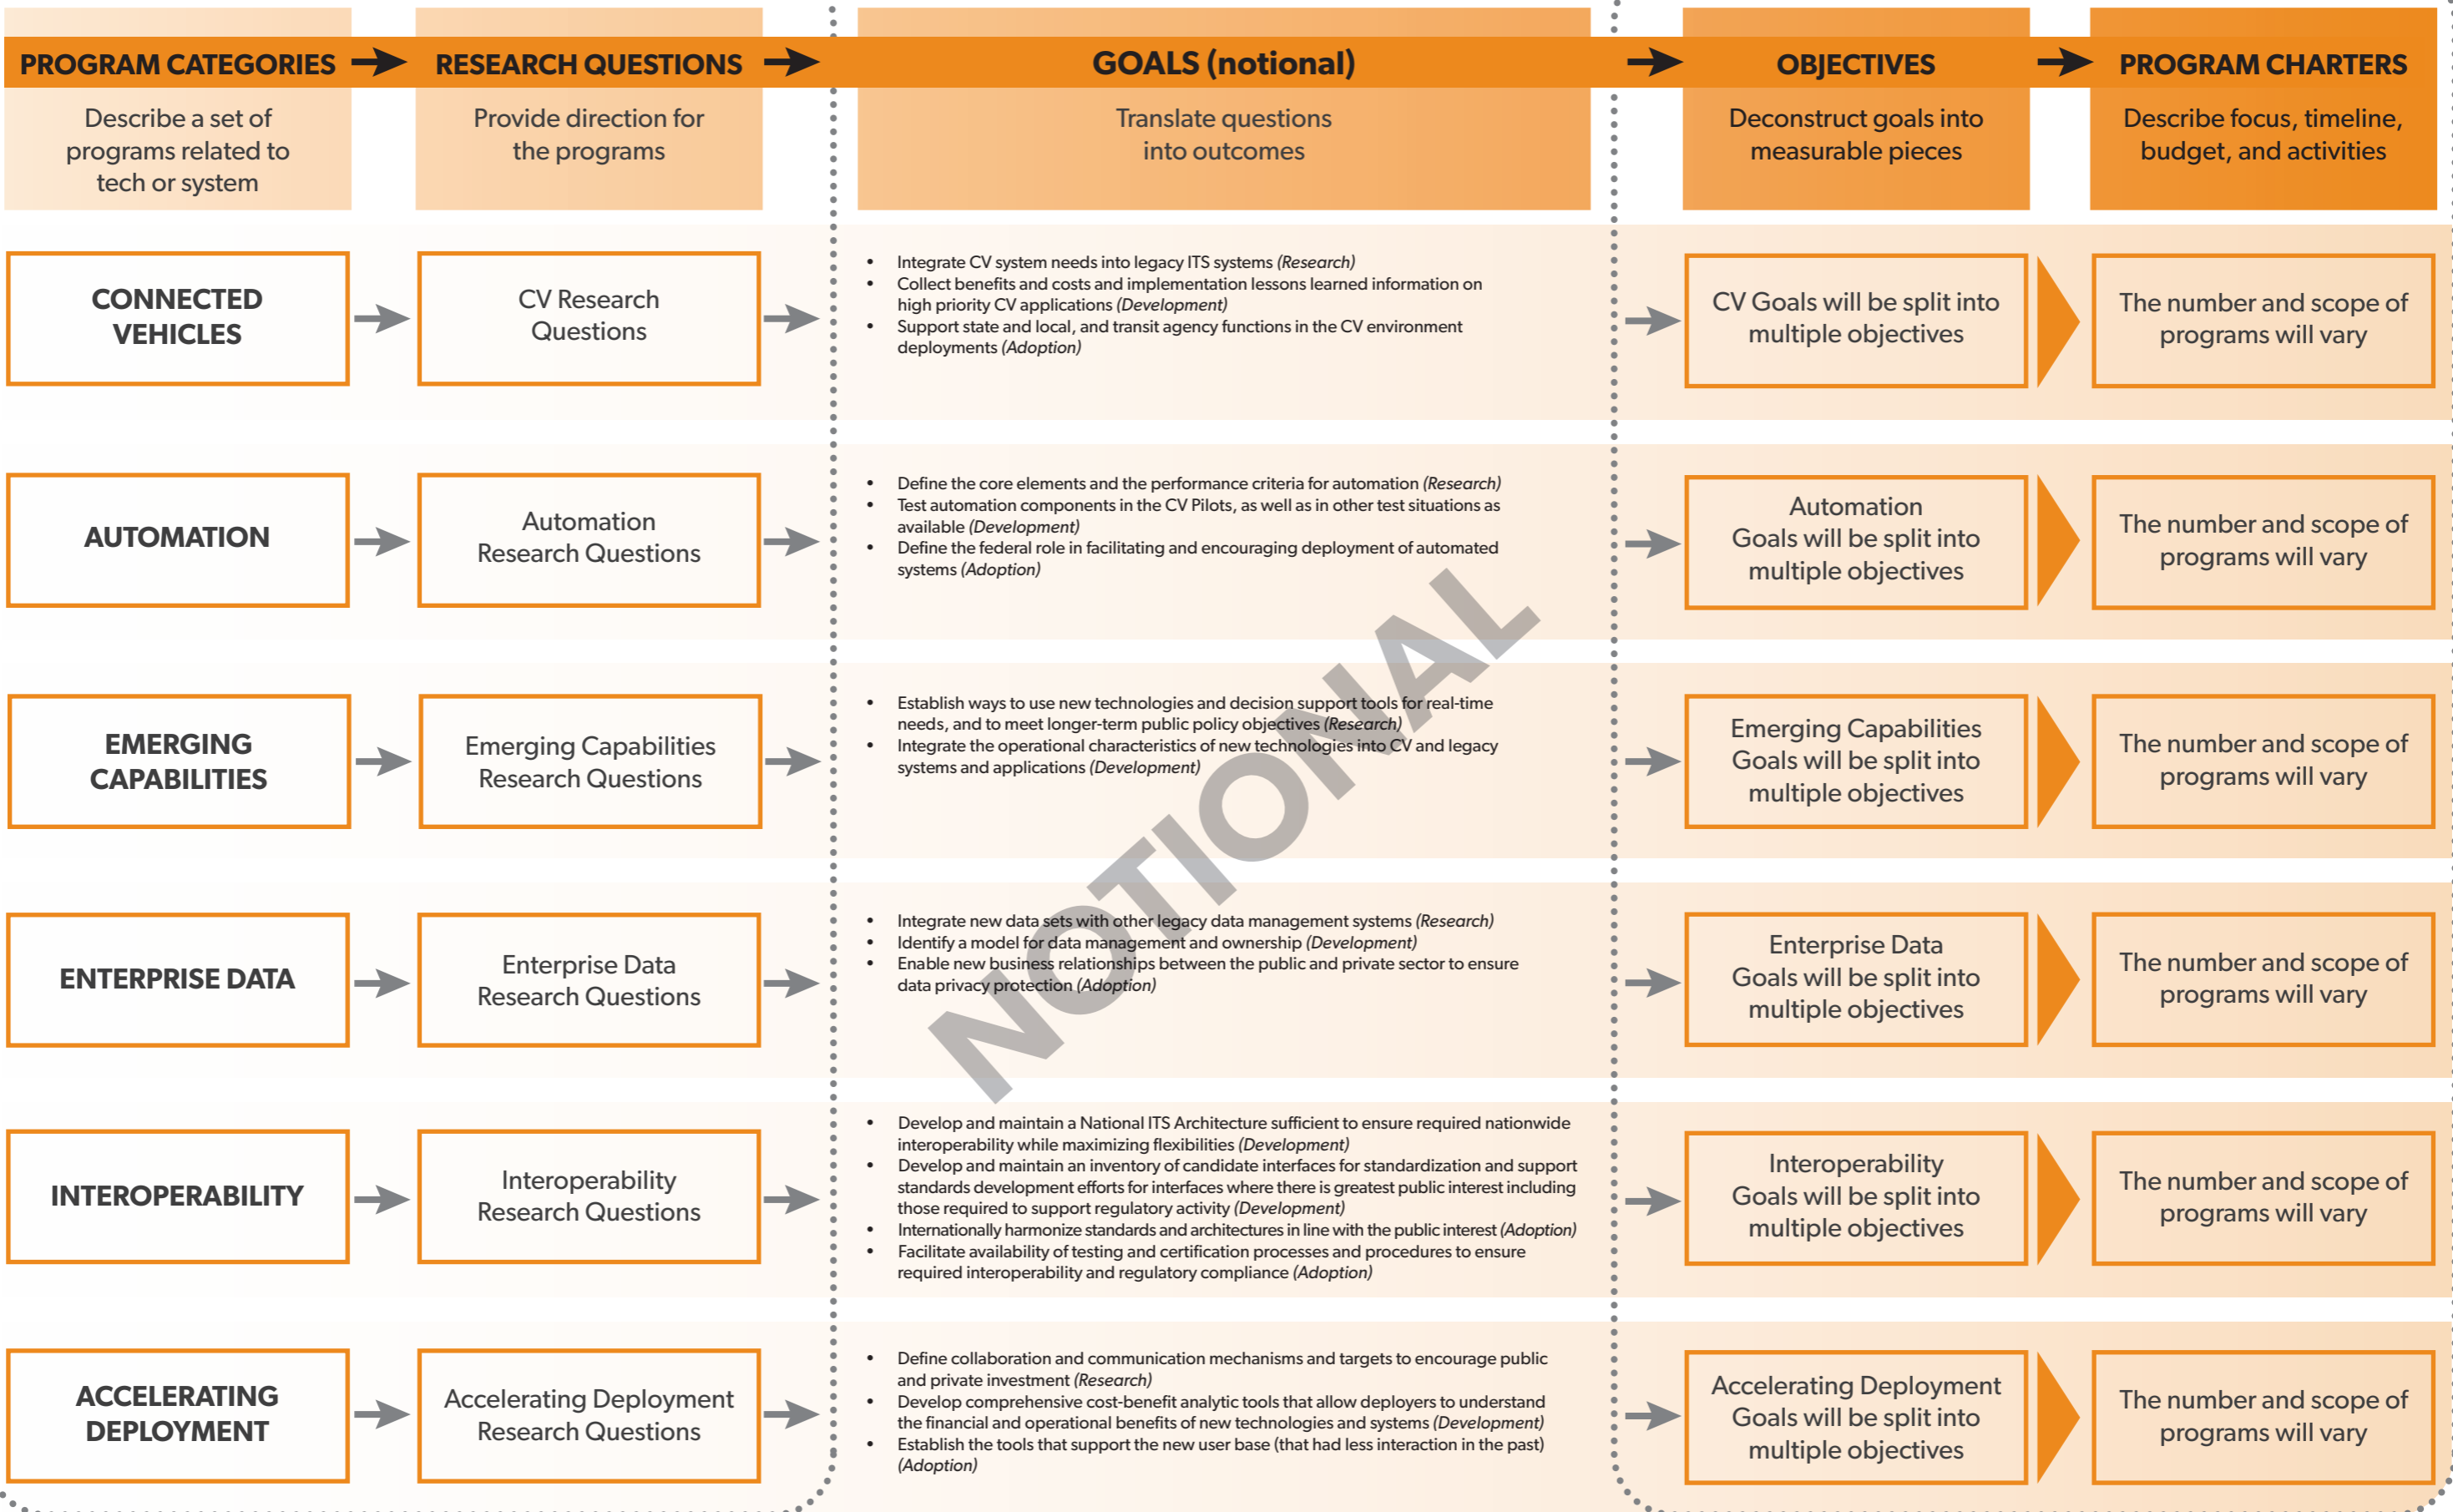 PROGRAM CATEGORIES
RESEARCH QUESTIONS
GOALS (notional)
OBJECTIVES
PROGRAM CHARTERS
Describe a set of
programs related to
tech or system
Provide direction for
the programs
Translate questions
into outcomes
Deconstruct goals into
measurable pieces
Describe focus, timeline,
budget, and activities
CONNECTED
VEHICLES
CV Research
Questions
• Integrate CV system needs into legacy ITS systems (Research)
• Collect benefits and costs and implementation lessons learned information on
high priority CV applications (Development)
• Support state and local, and transit agency functions in the CV environment
deployments (Adoption)
CV Goals will be split into
multiple objectives
The number and scope of
programs will vary
AUTOMATION
Automation
Research Questions
• Define the core elements and the performance criteria for automation (Research)
• Test automation components in the CV Pilots, as well as in other test situations as
available (Development)
• Define the federal role in facilitating and encouraging deployment of automated
systems (Adoption)
Automation
Goals will be split into
multiple objectives
The number and scope of
programs will vary
EMERGING
CAPABILITIES
Emerging Capabilities
Research Questions
• Establish ways to use new technologies and decision support tools for real-time
needs, and to meet longer-term public policy objectives (Research)
• Integrate the operational characteristics of new technologies into CV and legacy
systems and applications (Development)
Emerging Capabilities
Goals will be split into
multiple objectives
The number and scope of
programs will vary
NOTIONAL
ENTERPRISE DATA
Enterprise Data
Research Questions
• Integrate new data sets with other legacy data management systems (Research)
• Identify a model for data management and ownership (Development)
• Enable new business relationships between the public and private sector to ensure
data privacy protection (Adoption)
Enterprise Data
Goals will be split into
multiple objectives
The number and scope of
programs will vary
INTEROPERABILITY
Interoperability
Research Questions
• Develop and maintain a National ITS Architecture sufficient to ensure required nationwide
interoperability while maximizing flexibilities (Development)
• Develop and maintain an inventory of candidate interfaces for standardization and support
standards development efforts for interfaces where there is greatest public interest including
those required to support regulatory activity (Development)
• Internationally harmonize standards and architectures in line with the public interest (Adoption)
• Facilitate availability of testing and certification processes and procedures to ensure
required interoperability and regulatory compliance (Adoption)
Interoperability
Goals will be split into
multiple objectives
The number and scope of
programs will vary
ACCELERATING
DEPLOYMENT
Accelerating Deployment
Research Questions
• Define collaboration and communication mechanisms and targets to encourage public
and private investment (Research)
• Develop comprehensive cost-benefit analytic tools that allow deployers to understand
the financial and operational benefits of new technologies and systems (Development)
• Establish the tools that support the new user base (that had less interaction in the past)
(Adoption)
Accelerating Deployment
Goals will be split into
multiple objectives
The number and scope of
programs will vary